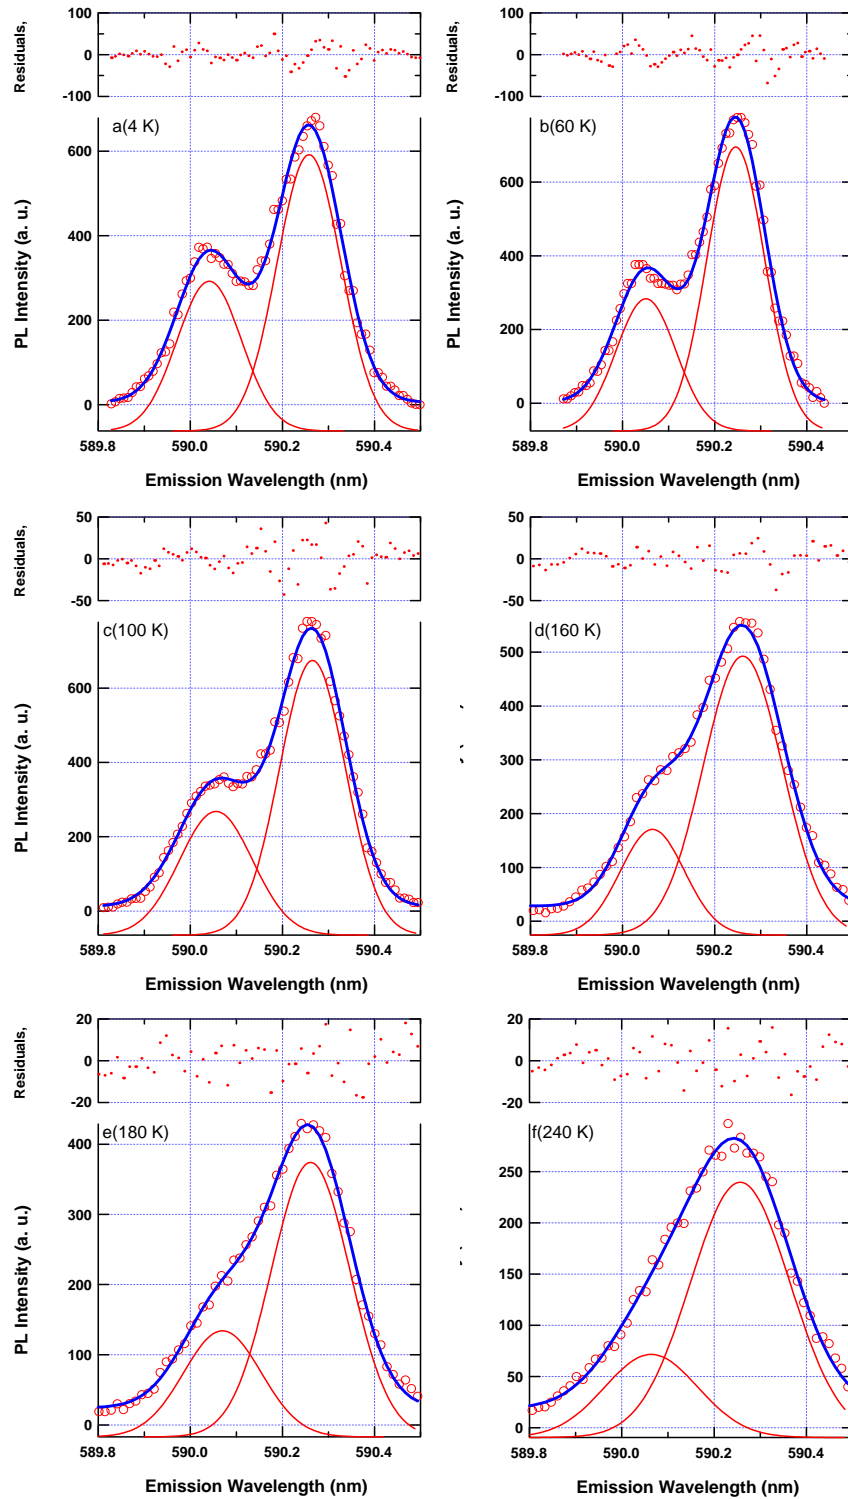 100
0
-100
Residuals,
a(4 K)
600
400
200
0
PL Intensity (a. u.)
589.8 590.0 590.2 590.4
Emission Wavelength (nm)
100
0
-100
Residuals,
b(60 K)
600
400
200
0
PL Intensity (a. u.)
589.8 590.0 590.2 590.4
Emission Wavelength (nm)
50
0
-50
Residuals,
c(100 K)
600
400
200
0
PL Intensity (a. u.)
589.8 590.0 590.2 590.4
Emission Wavelength (nm)
50
0
-50
d(160 K)
500
400
300
200
100
0
589.8 590.0 590.2 590.4
Emission Wavelength (nm)
20
0
-20
Residuals,
e(180 K)
400
300
200
100
0
PL Intensity (a. u.)
589.8 590.0 590.2 590.4
Emission Wavelength (nm)
20
0
-20
f(240 K)
250
200
150
100
50
0
589.8 590.0 590.2 590.4
Emission Wavelength (nm)